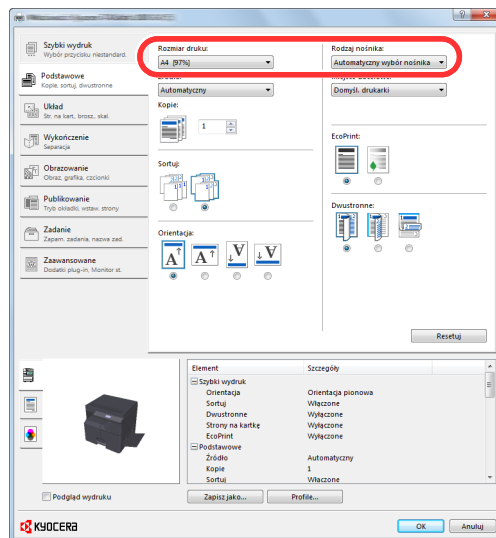 Szybki wydruk
Wybór przycisku niestandard.
Podstawowe
Kopie, sortuj, dwustronne
Układ
Str. na kart, brosz., skal.
Wykończenie
Separacja
Obrazowanie
Obraz, grafika, czcionki
Publikowanie
Tryb okładki, wstaw. strony
Zadanie
Zapam. zadania, nazwa zad.
Zaawansowane
Dodatki plug-in, Monitor st.
Rozmiar druku:
A4 [97%]
Rodzaj nośnika:
Automatyczny wybór nośnika
Automatyczny
Domyśl. drukarki
Kopie:
1
EcoPrint:
Sortuj:
Dwustronne:
Orientacja:
Resetuj
Element Szczegóły
Szybki wydruk
Orientacja Orientacja pionowa
Sortuj Włączone
Dwustronne Wyłączone
Strony na kartkę Wyłączone
EcoPrint Wyłączone
Podstawowe
Źródło Automatyczny
Kopie 1
Sortuj Włączone
Podgląd wydruku
Zapisz jako...
Profile...
KYOCERA
OK
Anuluj